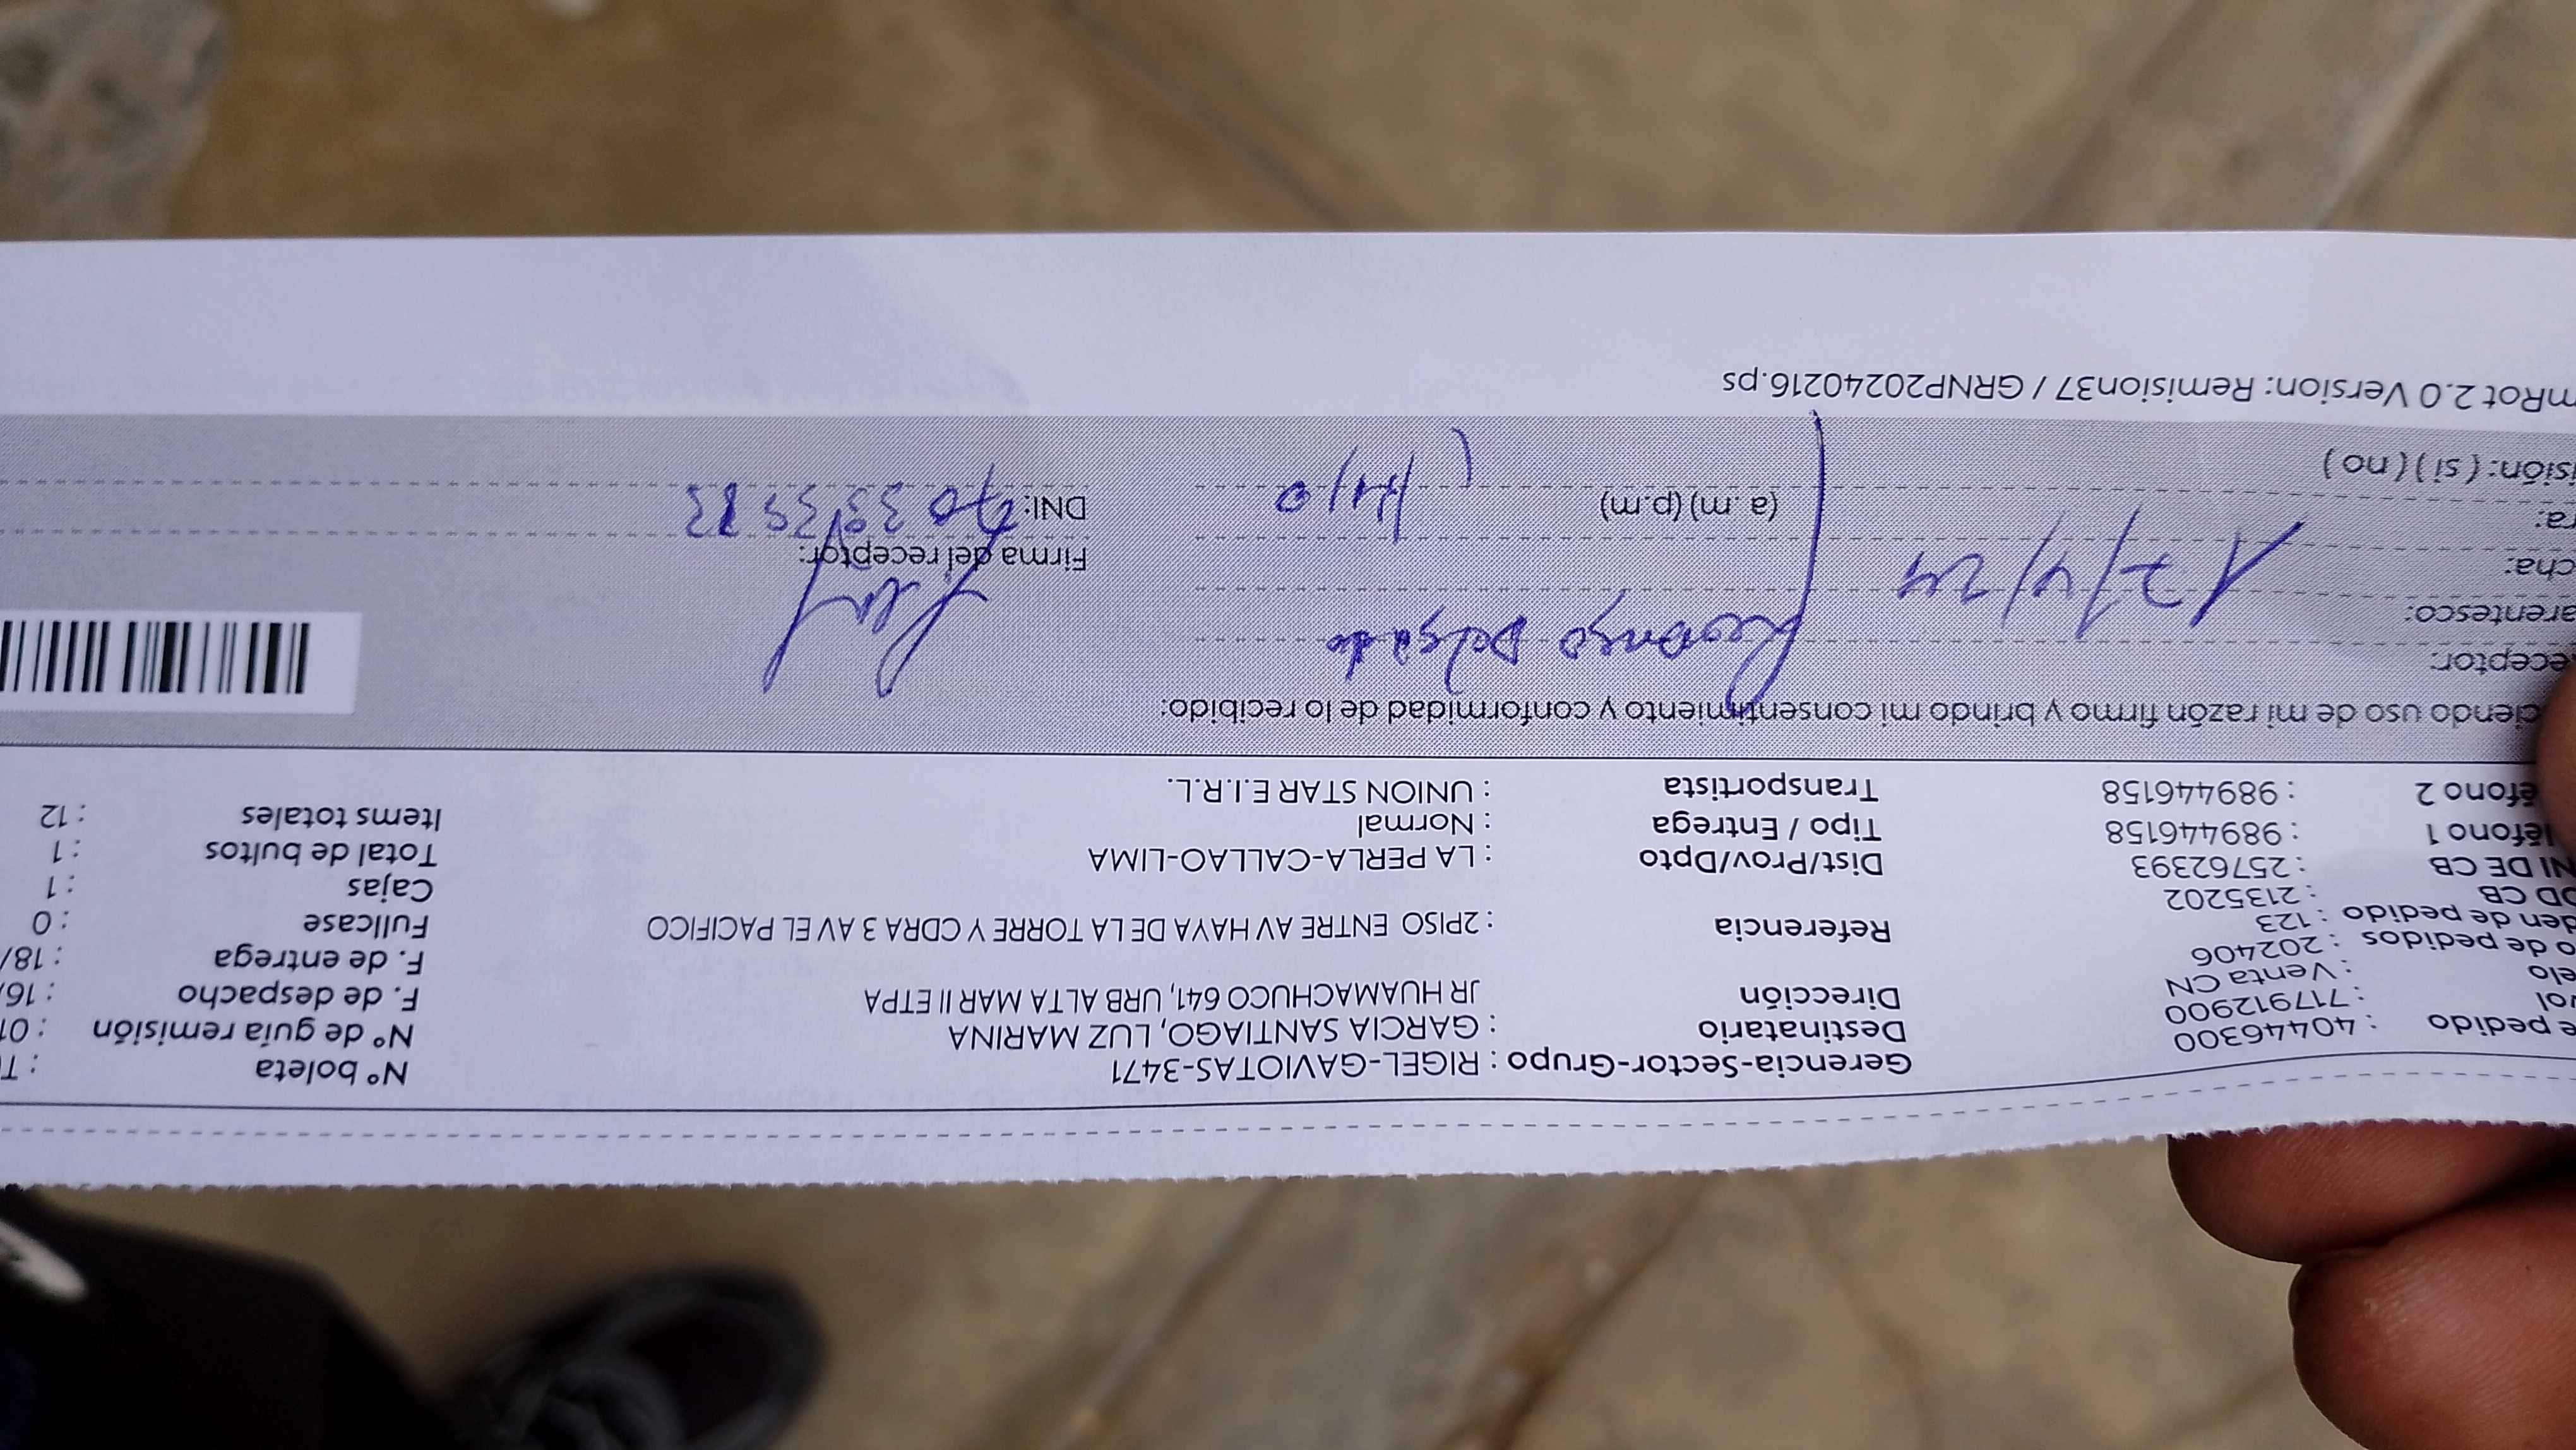 e pedido : 40446300
ol : 717912900
elo : Venta CN
o de pedidos : 202406
den de pedido : 123
OD CB : 2135202
NI DE CB : 25762393
léfono 1 : 989446158
éfono 2 : 989446158
Gerencia-Sector-Grupo : RIGEL-GAVIOTAS-3471
Destinatario : GARCIA SANTIAGO, LUZ MARINA
Dirección JR HUAMACHUCO 641, URB ALTA MAR II ETPA
Referencia : 2PISO ENTRE AV HAYA DE LA TORRE Y CDRA 3 AV EL PACIFICO
Dist/Prov/Dpto : LA PERLA-CALLAO-LIMA
Tipo / Entrega : Normal
Transportista : UNION STAR E.I.R.L.
N° boleta : T
N° de guía remisión : 01
F. de despacho : 16/
F. de entrega : 18/
Fullcase : 0
Cajas : 1
Total de bultos : 1
Items totales : 12
ciendo uso de mi razón firmo y brindo mi consentimiento y conformidad de lo recibido:
eceptor: Delgado
arentesco:
cha: 17/4/24
ra: (a. m) (p.m)
isión: ( si ) ( no )
Firma del receptor:
DNI:
mRot 2.0 Version: Remision37 / GRNP20240216.ps